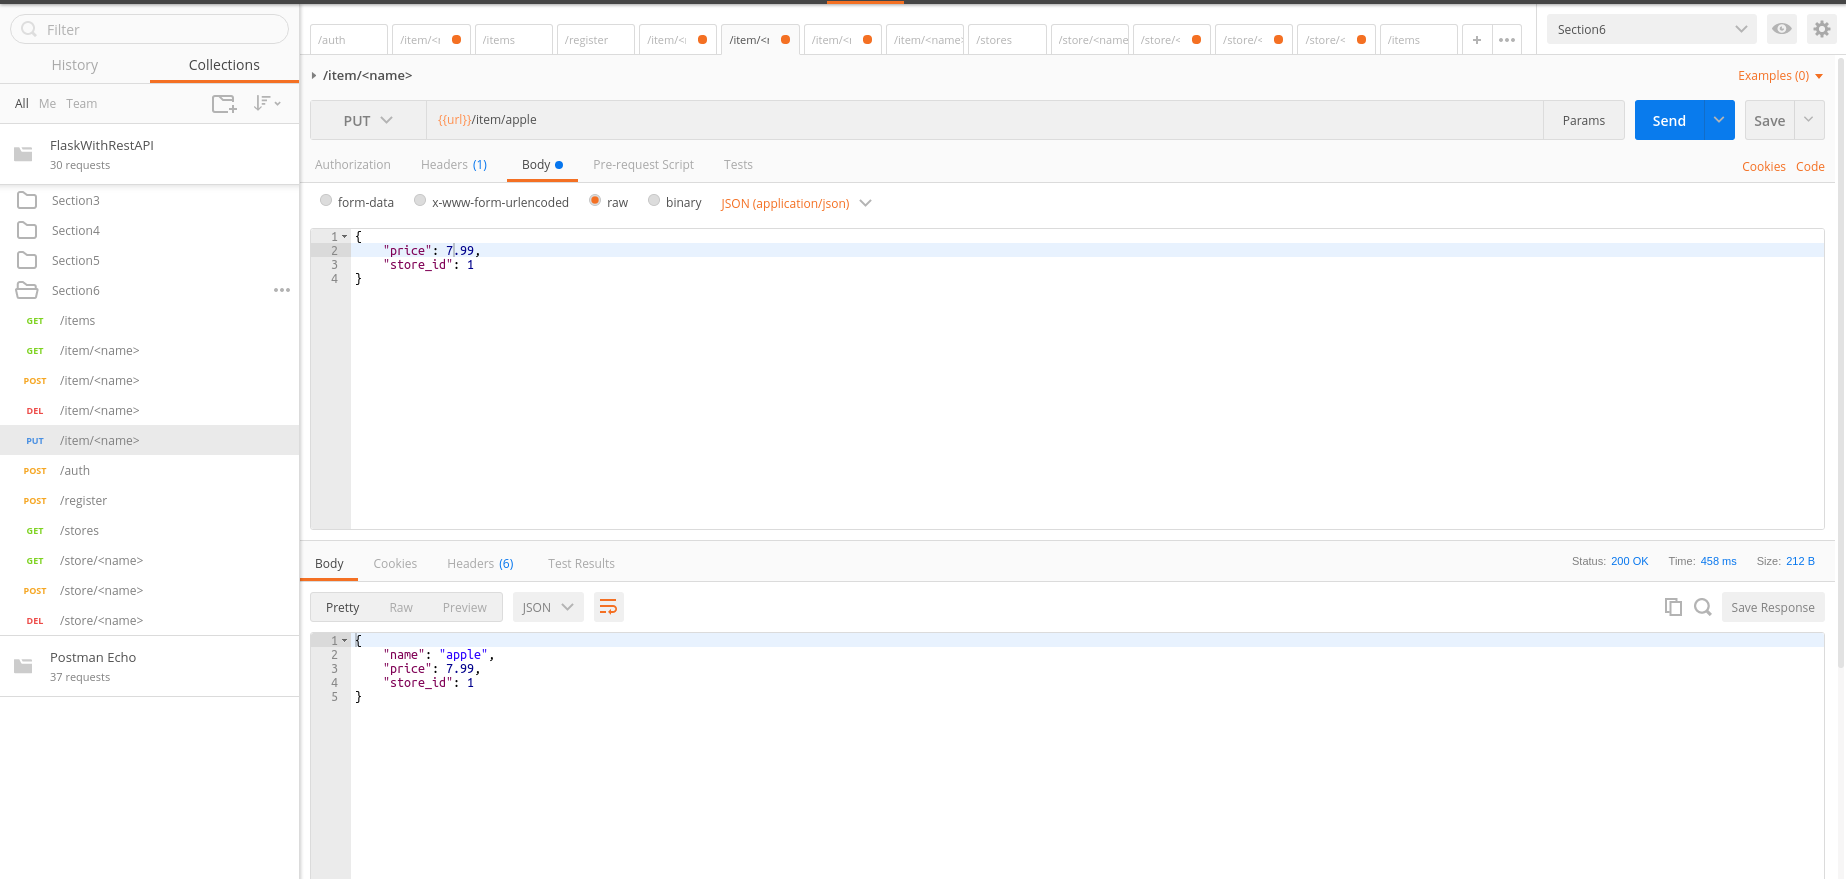 Filter
History Collections
All Me Team
FlaskWithRestAPI
30 requests
Section3
Section4
Section5
Section6
GET /items
GET /item/<name>
POST /item/<name>
DEL /item/<name>
PUT /item/<name>
POST /auth
POST /register
GET /stores
GET /store/<name>
POST /store/<name>
DEL /store/<name>
Postman Echo
37 requests
/auth /item/< /items /register /item/< /item/< /item/< /item/<name> /stores /store/<name /store/< /store/< /store/< /items + Section6
/item/<name> Examples (0)
PUT {{url}}/item/apple Params Send Save
Authorization Headers (1) Body Pre-request Script Tests Cookies Code
form-data x-www-form-urlencoded raw binary JSON (application/json)
1 {
2 "price": 7.99,
3 "store_id": 1
4 }
Body Cookies Headers (6) Test Results Status: 200 OK Time: 458 ms Size: 212 B
Pretty Raw Preview JSON Save Response
1 {
2 "name": "apple",
3 "price": 7.99,
4 "store_id": 1
5 }